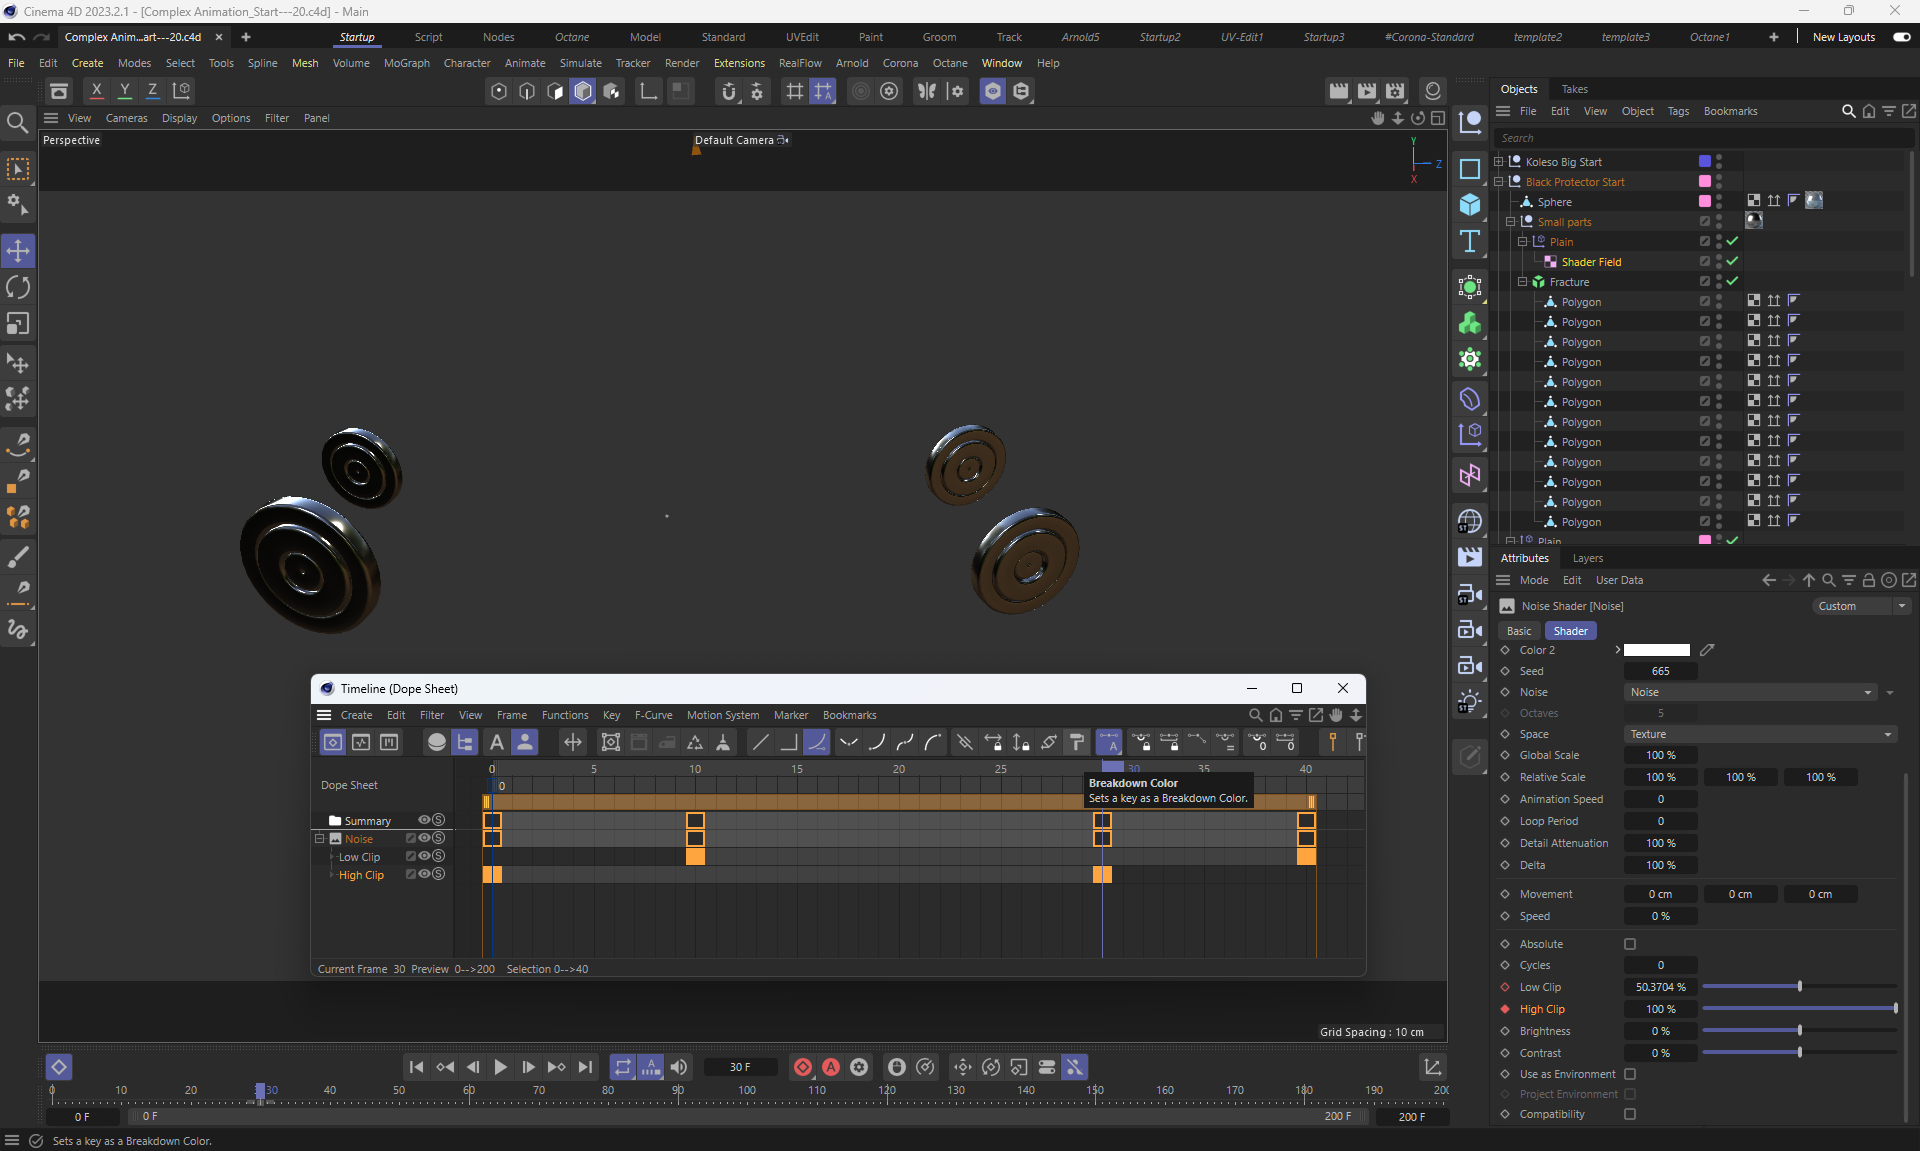 Cinema 4D 2023.2.1 - [Complex Animation_Start---20.c4d] - Main
Complex Anim...art---20.c4d
Startup Script Nodes Octane Model Standard UVEdit Paint Groom Track Arnold5 Startup2 UV-Edit1 Startup3 #Corona-Standard template2 template3 Octane1 New Layouts
File Edit Create Modes Select Tools Spline Mesh Volume MoGraph Character Animate Simulate Tracker Render Extensions RealFlow Arnold Corona Octane Window Help
X Y Z
View Cameras Display Options Filter Panel
Perspective
Default Camera
Y
Z
X
Timeline (Dope Sheet)
Create Edit Filter View Frame Functions Key F-Curve Motion System Marker Bookmarks
0 5 10 15 20 25 30 35 40
0
Dope Sheet
Breakdown Color
Sets a key as a Breakdown Color.
Summary
Noise
Low Clip
High Clip
Current Frame 30 Preview 0-->200 Selection 0-->40
Grid Spacing : 10 cm
30 F
0 10 20 30 40 50 60 70 80 90 100 110 120 130 140 150 160 170 180 190 200
0 F 0 F 200 F 200 F
Sets a key as a Breakdown Color.
Objects Takes
File Edit View Object Tags Bookmarks
Search
Koleso Big Start
Black Protector Start
Sphere
Small parts
Plain
Shader Field
Fracture
Polygon
Polygon
Polygon
Polygon
Polygon
Polygon
Polygon
Polygon
Polygon
Polygon
Polygon
Polygon
Plain
Attributes Layers
Mode Edit User Data
Noise Shader [Noise] Custom
Basic Shader
Color 2
Seed 665
Noise Noise
Octaves 5
Space Texture
Global Scale 100 %
Relative Scale 100 % 100 % 100 %
Animation Speed 0
Loop Period 0
Detail Attenuation 100 %
Delta 100 %
Movement 0 cm 0 cm 0 cm
Speed 0 %
Absolute
Cycles 0
Low Clip 50.3704 %
High Clip 100 %
Brightness 0 %
Contrast 0 %
Use as Environment
Project Environment
Compatibility